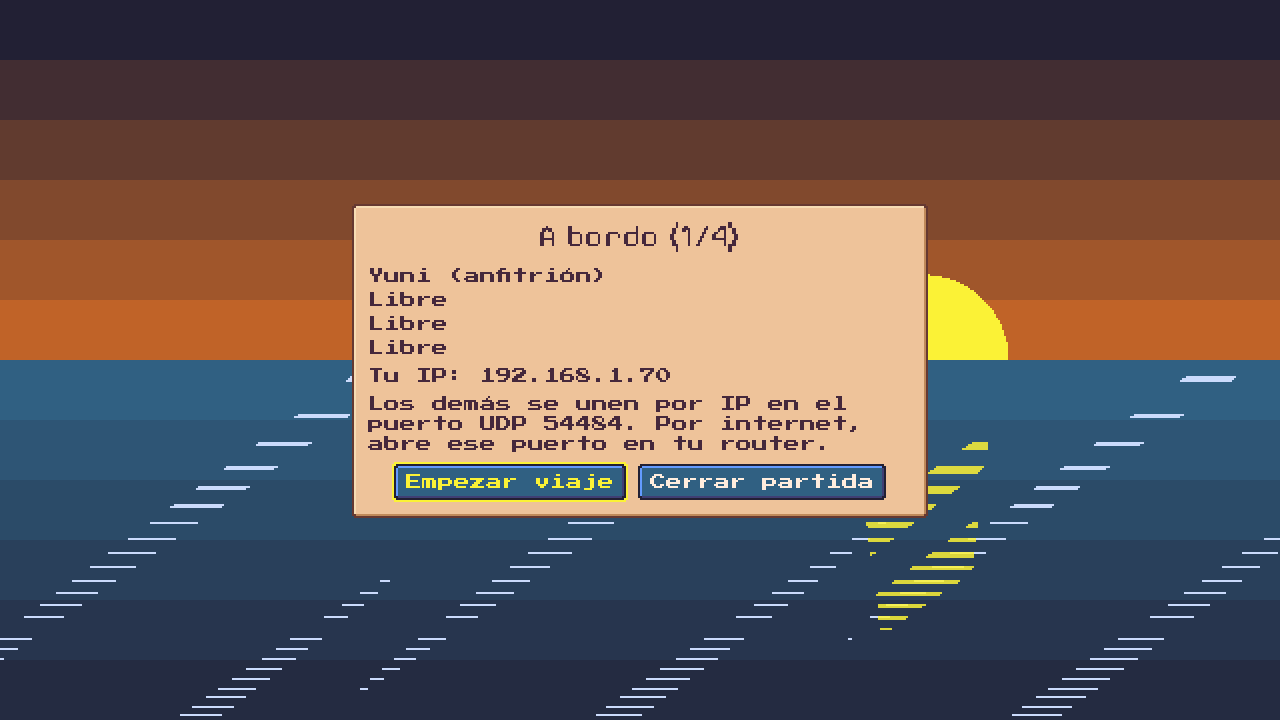 A bordo (1/4)
Yuni (anfitrión)
Libre
Libre
Libre
Tu IP: 192.168.1.70
Los demás se unen por IP en el
puerto UDP 54484. Por internet,
abre ese puerto en tu router.
Empezar viaje
Cerrar partida